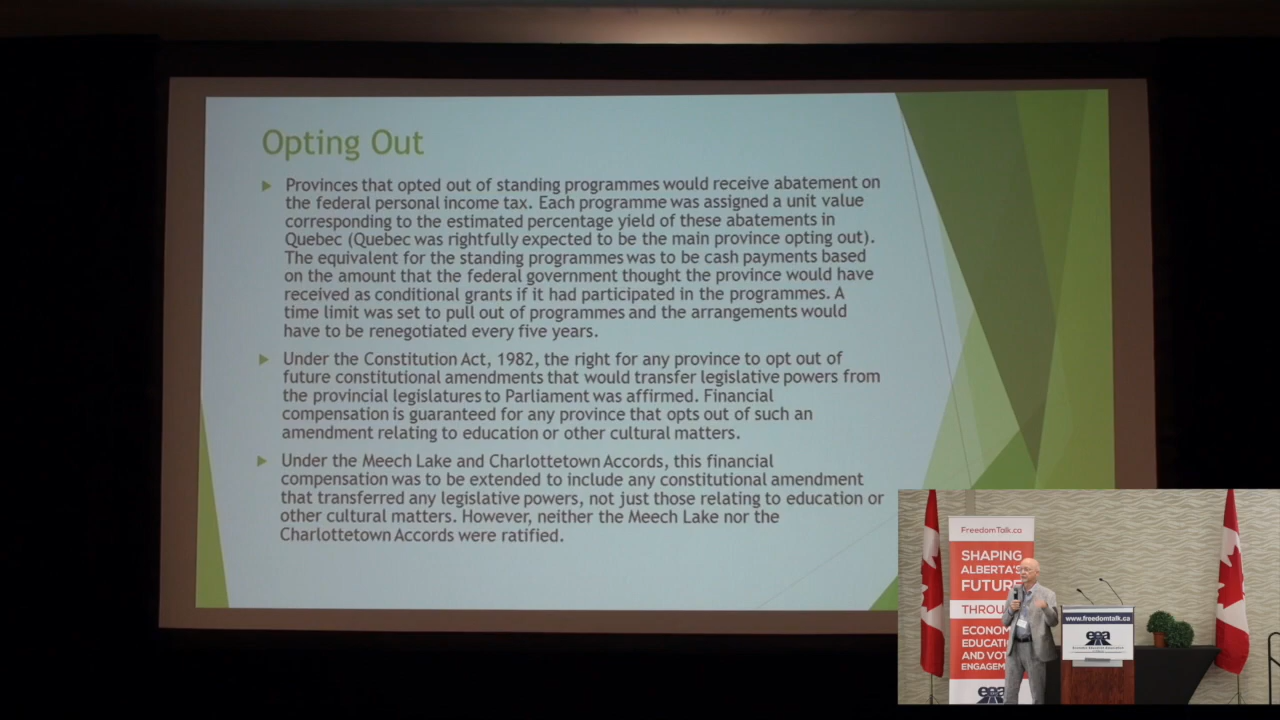 Opting Out
Provinces that opted out of standing programmes would receive abatement on
the federal personal income tax. Each programme was assigned a unit value
corresponding to the estimated percentage yield of these abatements in
Quebec (Quebec was rightfully expected to be the main province opting out).
The equivalent for the standing programmes was to be cash payments based
on the amount that the federal government thought the province would have
received as conditional grants if it had participated in the programmes. A
time limit was set to pull out of programmes and the arrangements would
have to be renegotiated every five years.
Under the Constitution Act, 1982, the right for any province to opt out of
future constitutional amendments that would transfer legislative powers from
the provincial legislatures to Parliament was affirmed. Financial
compensation is guaranteed for any province that opts out of such an
amendment relating to education or other cultural matters.
Under the Meech Lake and Charlottetown Accords, this financial
compensation was to be extended to include any constitutional amendment
that transferred any legislative powers, not just those relating to education or
other cultural matters. However, neither the Meech Lake nor the
Charlottetown Accords were ratified.
FreedomTalk.ca
SHAPING
ALBERTA'S
FUTURE
THROU
ECONOM
EDUCATI
AND VOT
ENGAGEM
eea
www.freedomtalk.ca
eea